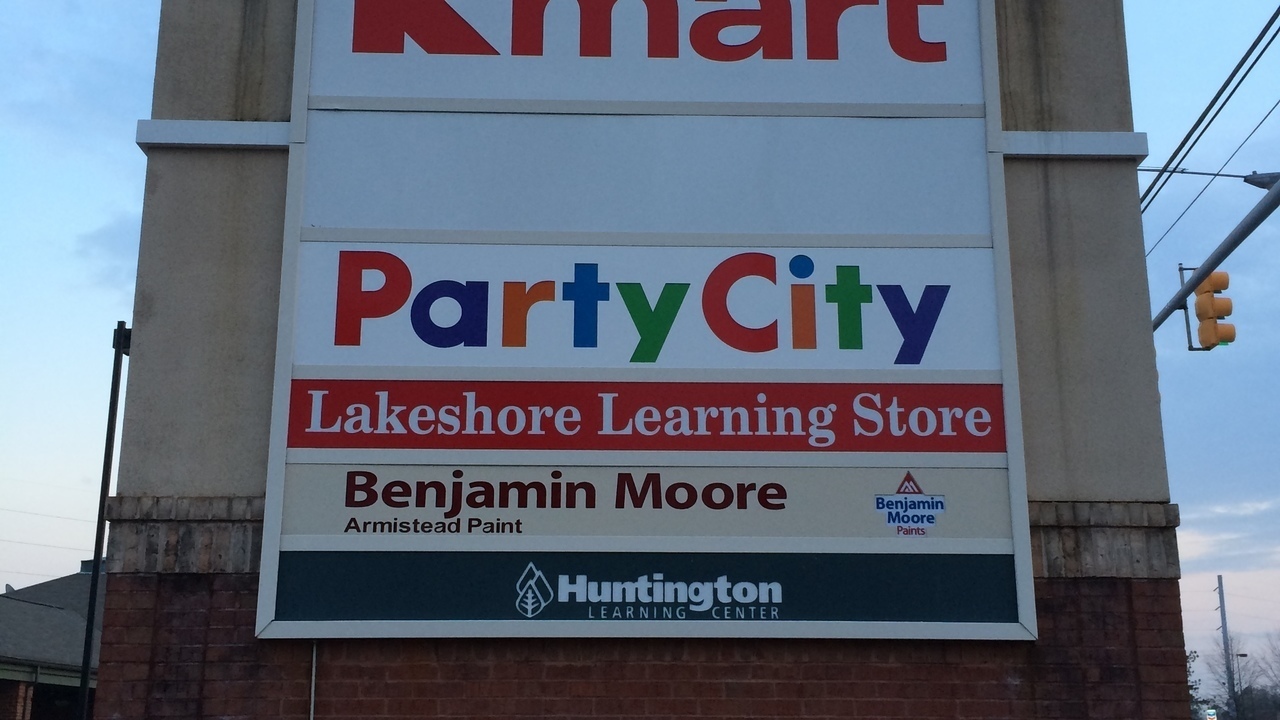 Kmart
PartyCity
Lakeshore Learning Store
Benjamin Moore
Armistead Paint
Benjamin
Moore
Paints
Huntington
LEARNING CENTER